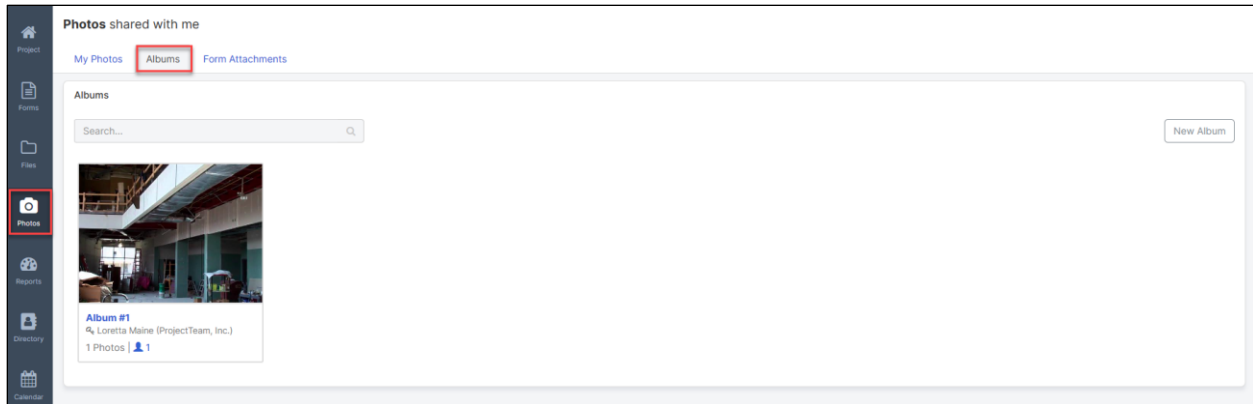 Project
Forms
Files
Photos
Reports
Directory
Calendar
Photos shared with me
My Photos Albums Form Attachments
Albums
Search...
New Album
Album #1
Loretta Maine (ProjectTeam, Inc.)
1 Photos | 1